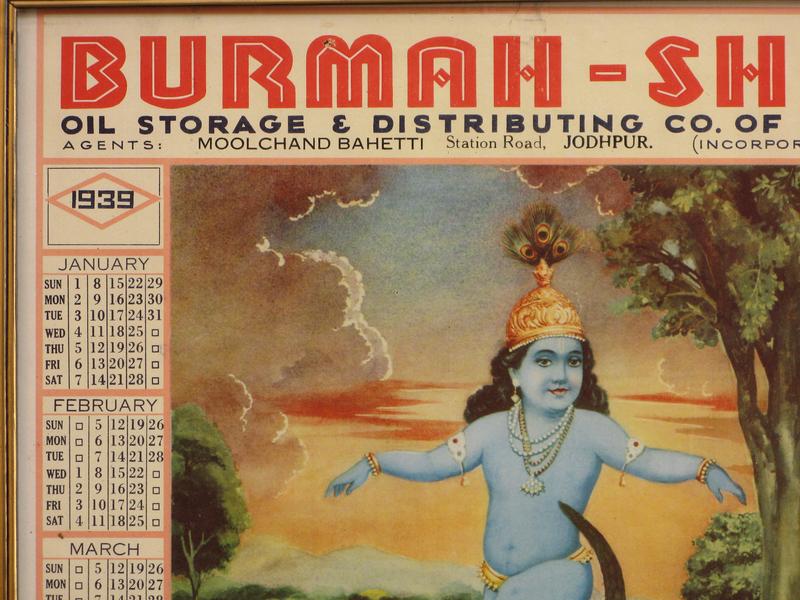 BURMAH-SH
OIL STORAGE & DISTRIBUTING CO. OF
AGENTS: MOOLCHAND BAHETTI Station Road, JODHPUR. (INCORPOR
1939
JANUARY
SUN 1 8 15 22 29
MON 2 9 16 23 30
TUE 3 10 17 24 31
WED 4 11 18 25
THU 5 12 19 26
FRI 6 13 20 27
SAT 7 14 21 28
FEBRUARY
SUN 5 12 19 26
MON 6 13 20 27
TUE 7 14 21 28
WED 1 8 15 22
THU 2 9 16 23
FRI 3 10 17 24
SAT 4 11 18 25
MARCH
SUN 5 12 19 26
MON 6 13 20 27
TUE 7 14 21 28